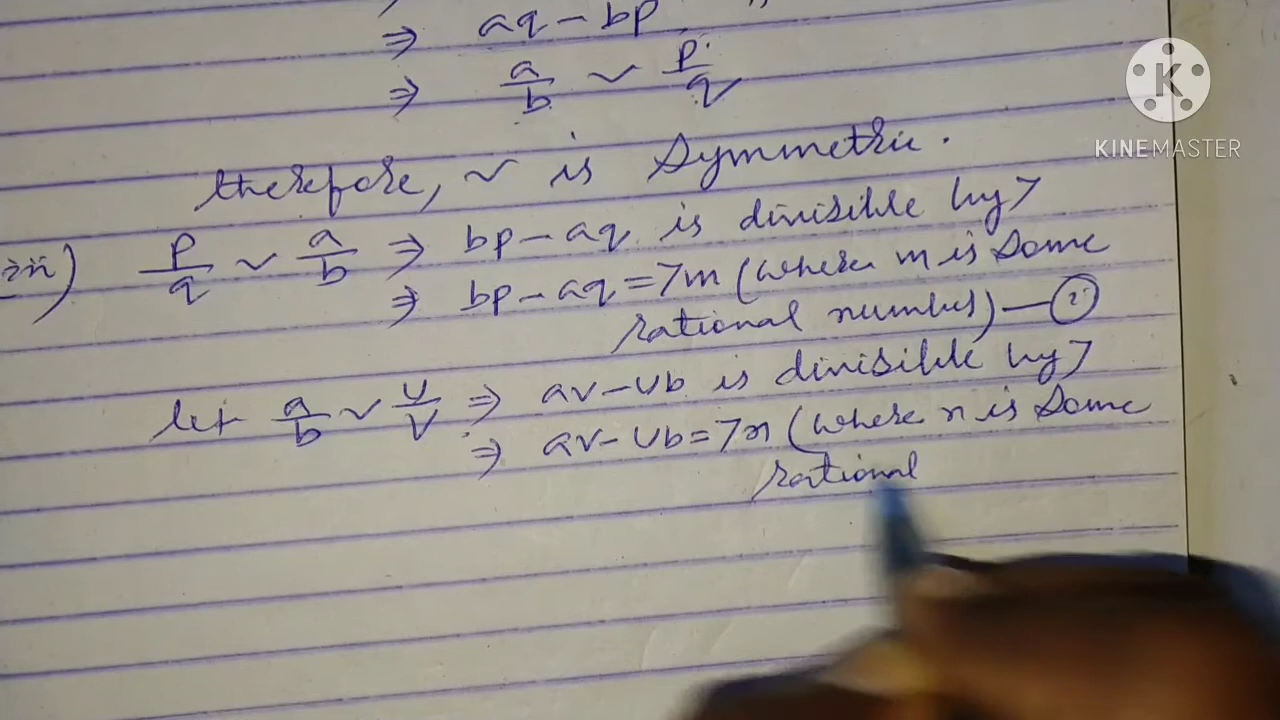 ⇒ aq - bp "
⇒ a/b ~ p/q
therefore, ~ is symmetric.
iii) p/q ~ a/b ⇒ bp - aq is divisible by 7
⇒ bp - aq = 7m (where m is some
rational number) — (i)
let a/b ~ u/v ⇒ av - ub is divisible by 7
⇒ av - ub = 7n (where n is some
rational
K
KINEMASTER